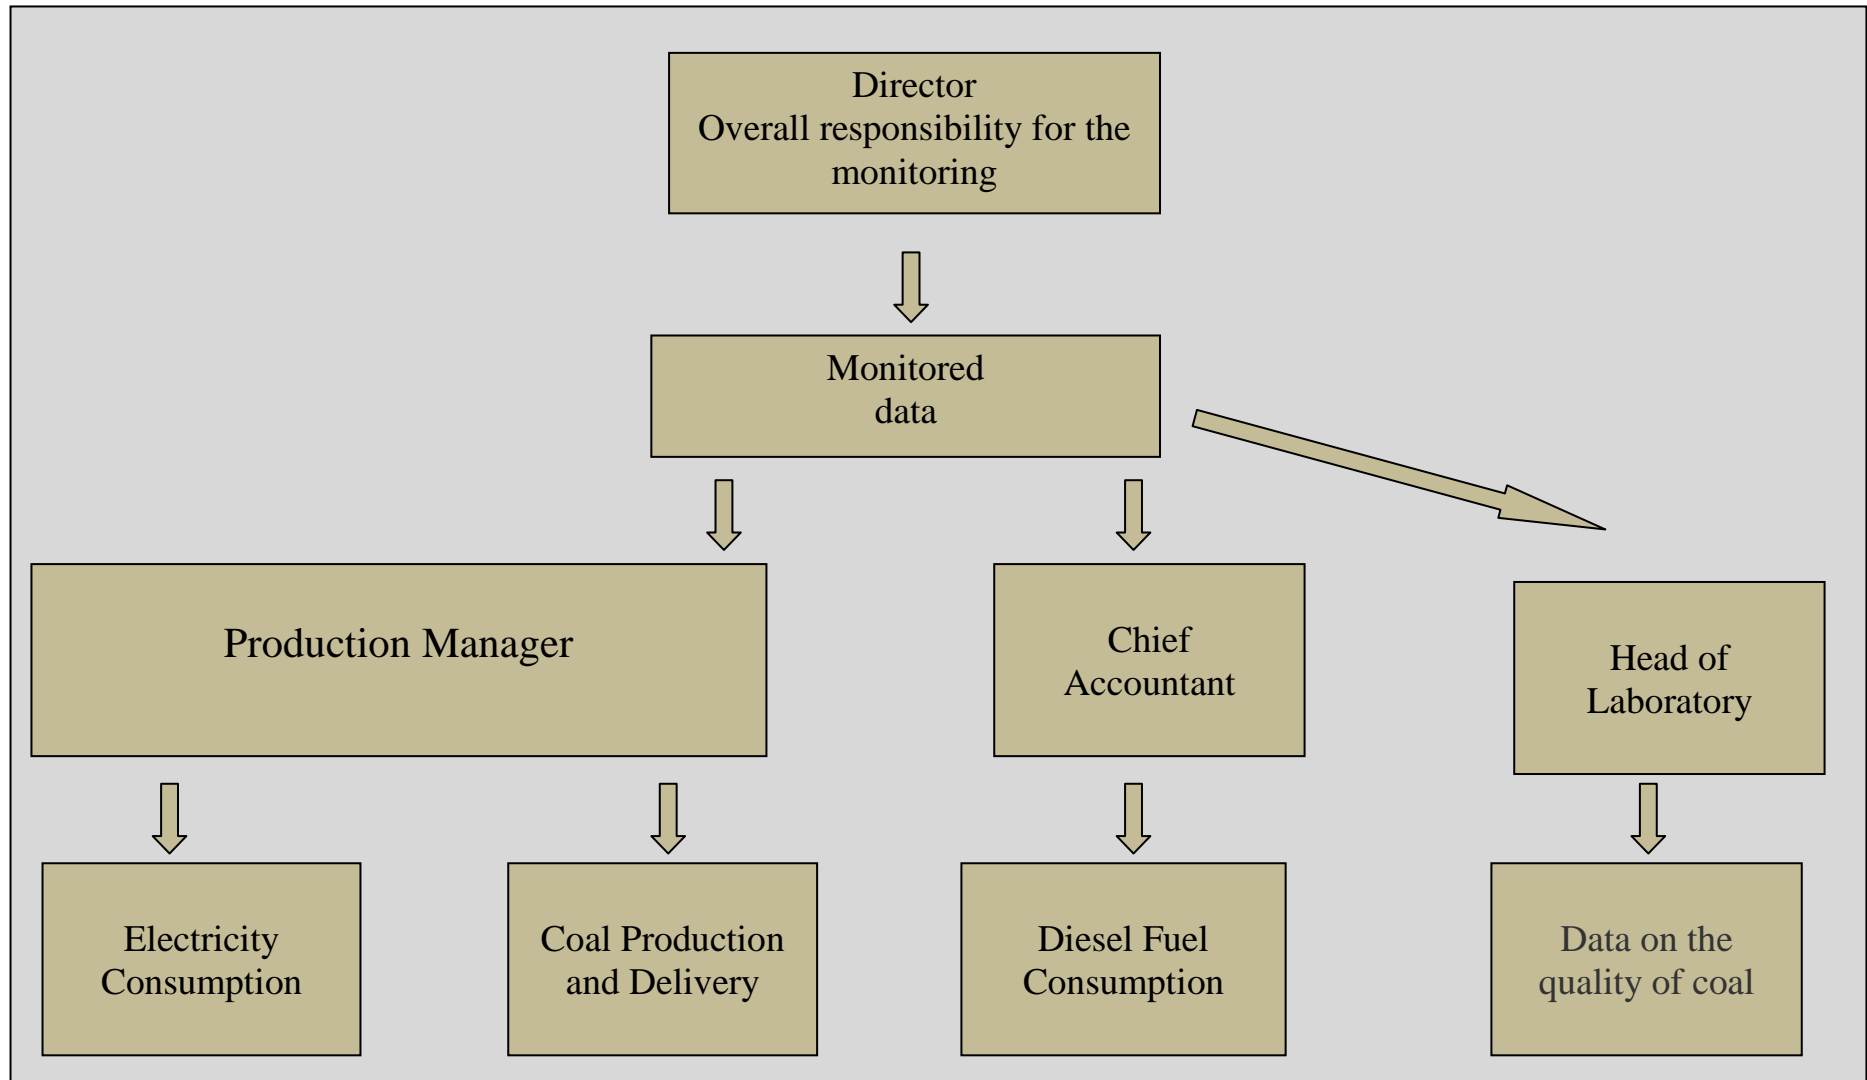 Director
Overall responsibility for the
monitoring
Monitored
data
Production Manager
Chief
Accountant
Head of
Laboratory
Electricity
Consumption
Coal Production
and Delivery
Diesel Fuel
Consumption
Data on the
quality of coal